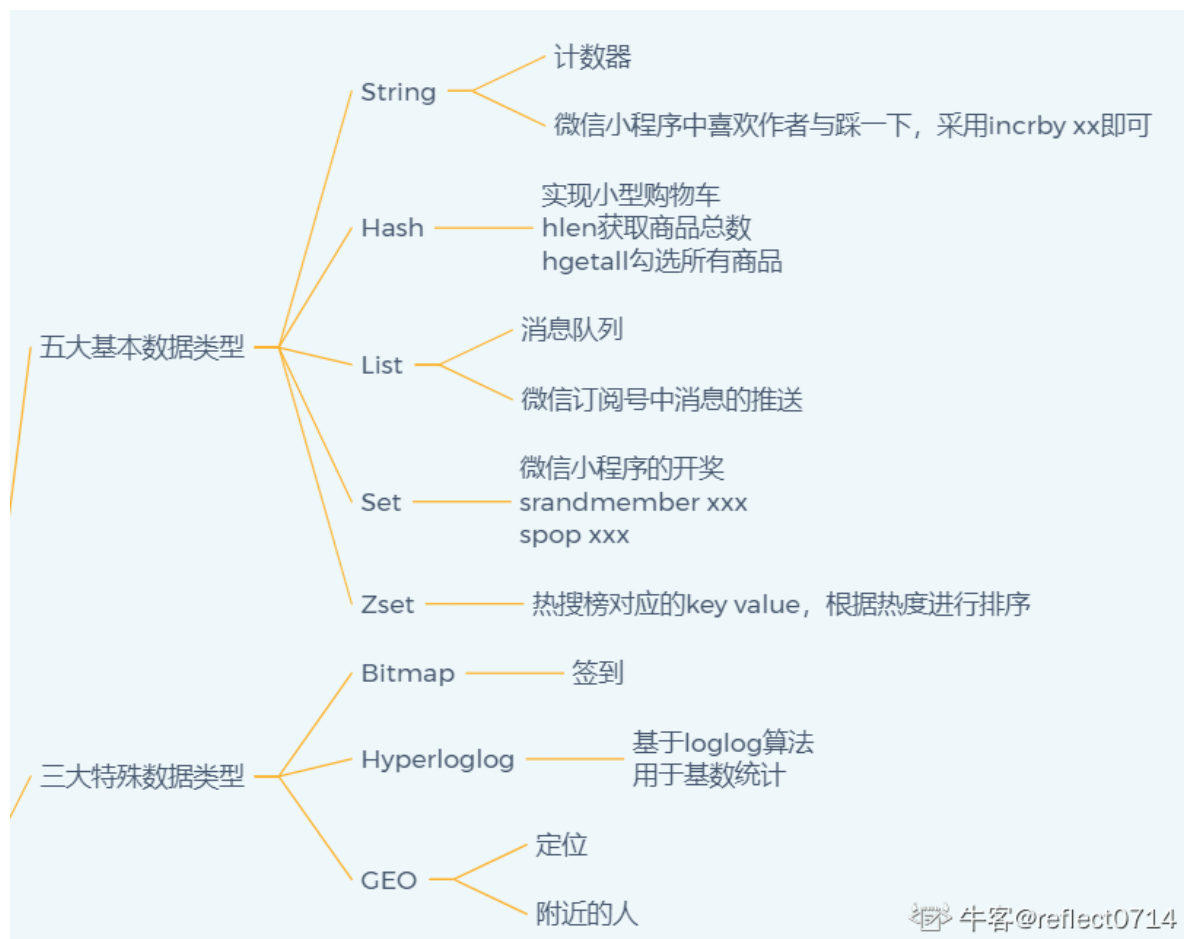 五大基本数据类型
String
计数器
微信小程序中喜欢作者与踩一下，采用incrby xx即可
Hash
实现小型购物车
hlen获取商品总数
hgetall勾选所有商品
List
消息队列
微信订阅号中消息的推送
Set
微信小程序的开奖
srandmember xxx
spop xxx
Zset
热搜榜对应的key value，根据热度进行排序
三大特殊数据类型
Bitmap
签到
Hyperloglog
基于loglog算法
用于基数统计
GEO
定位
附近的人
牛客@reflect0714